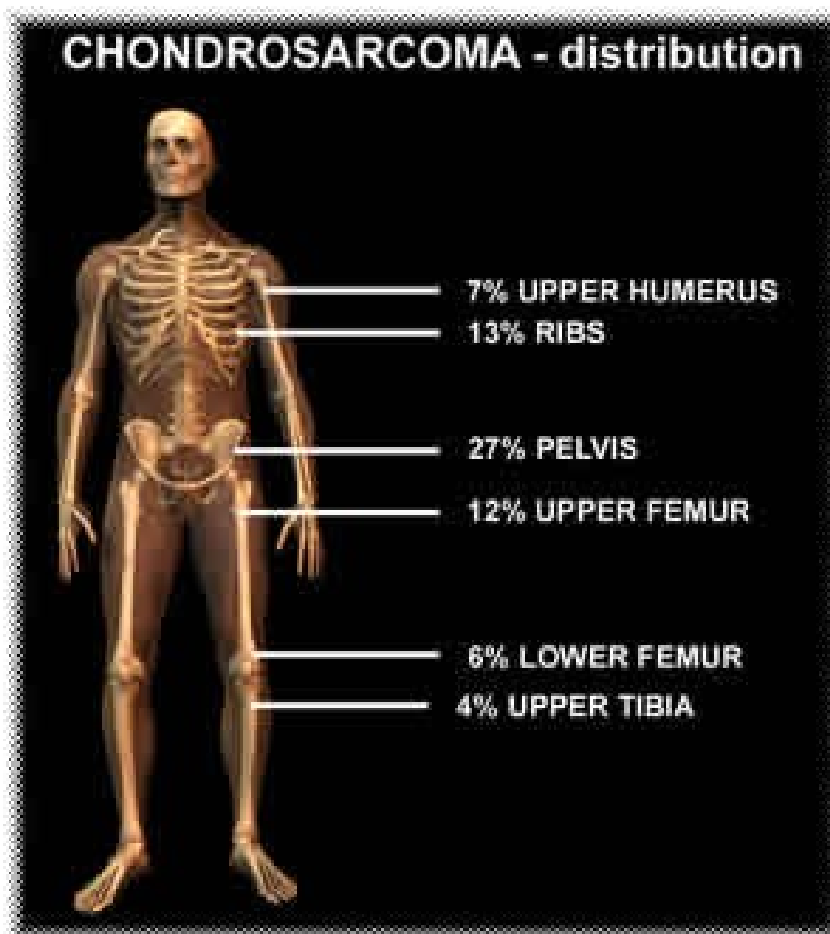 CHONDROSARCOMA - distribution
7% UPPER HUMERUS
13% RIBS
27% PELVIS
12% UPPER FEMUR
6% LOWER FEMUR
4% UPPER TIBIA